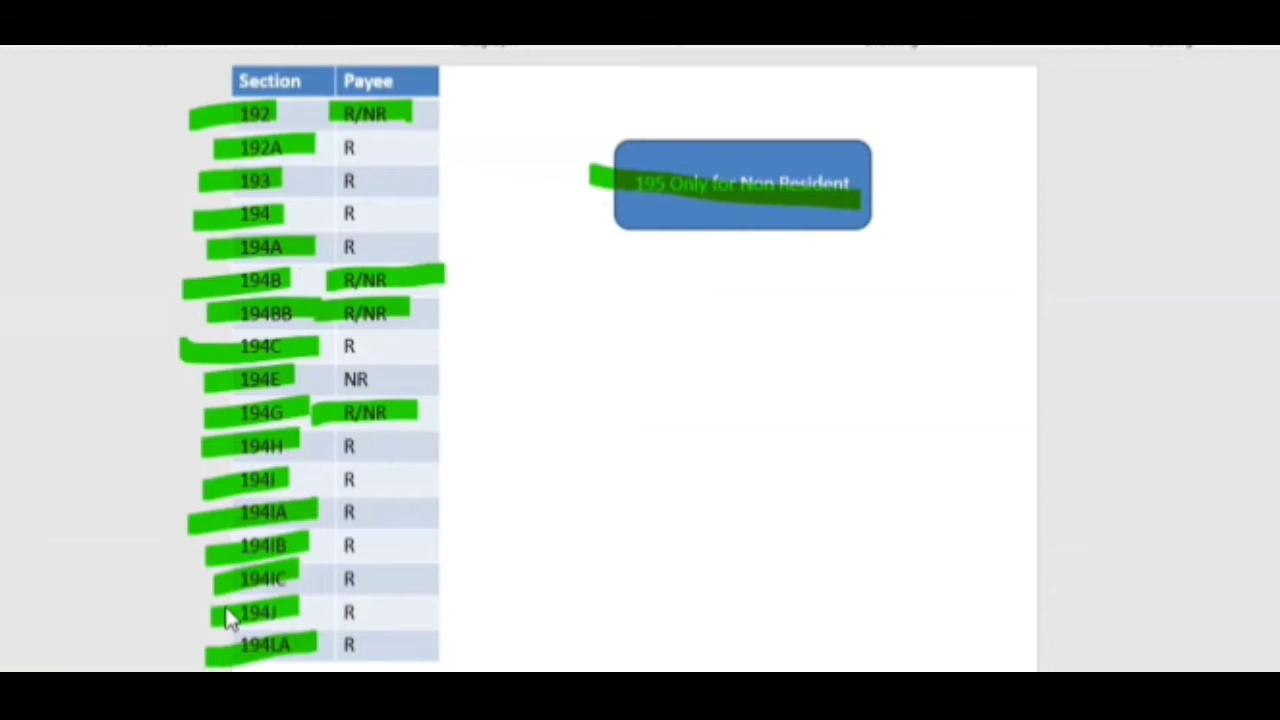 Section Payee
192 R/NR
192A R
193 R
194 R
194A R
194B R/NR
194BB R/NR
194C R
194E NR
194G R/NR
194H R
194I R
194IA R
194IB R
194IC R
194J R
194LA R
195 Only for Non Resident